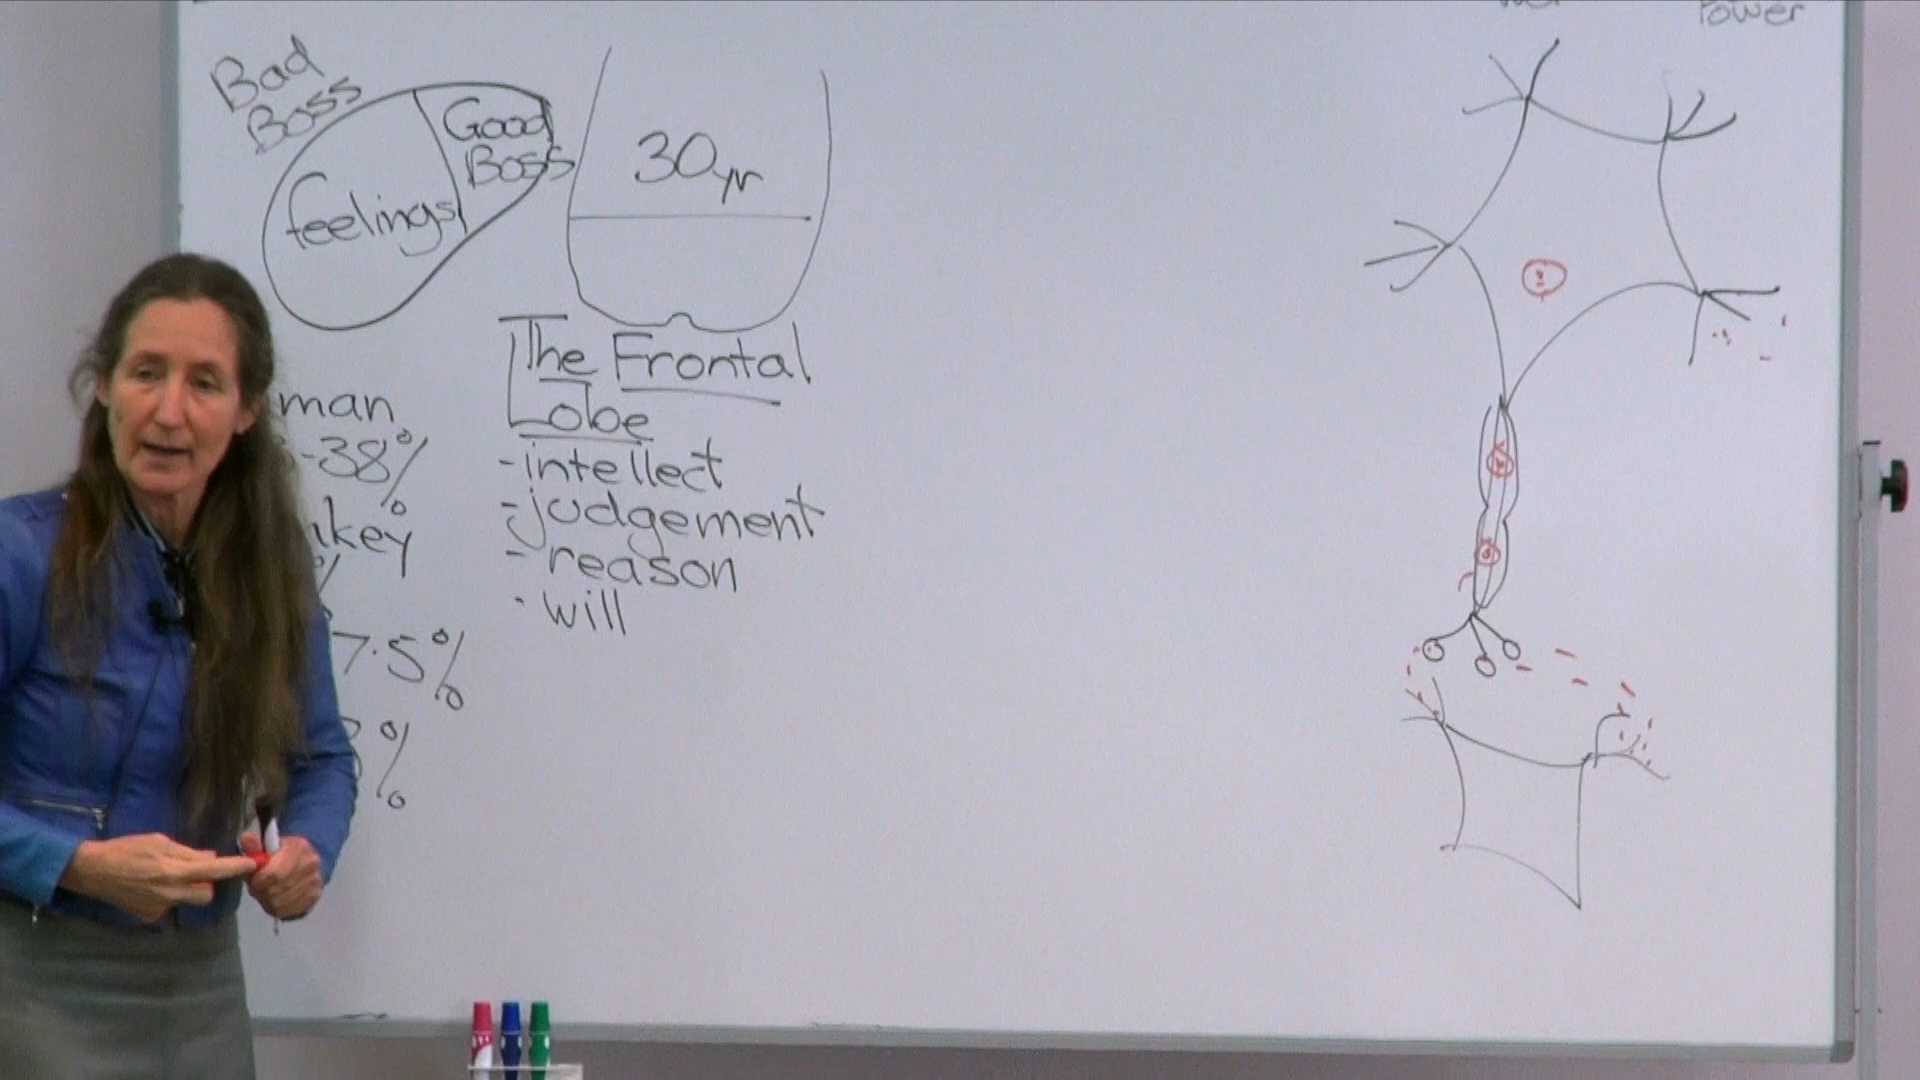 Power
Bad
Boss
Good
Boss
feelings
30yr
The Frontal
Lobe
-intellect
-judgement
-reason
-will
man
-38%
key
7.5%
%